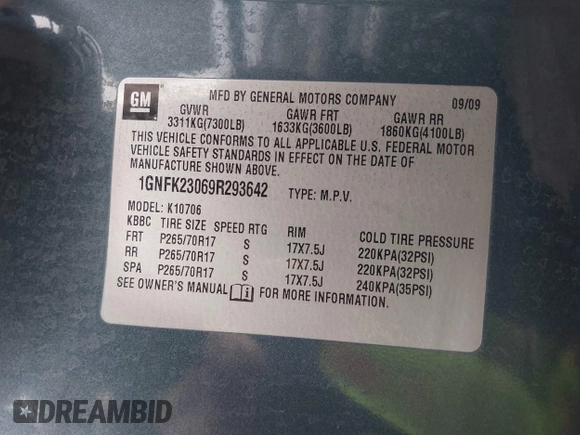 GM
MFD BY GENERAL MOTORS COMPANY 09/09
GVWR GAWR FRT GAWR RR
3311KG(7300LB) 1633KG(3600LB) 1860KG(4100LB)
THIS VEHICLE CONFORMS TO ALL APPLICABLE U.S. FEDERAL MOTOR
VEHICLE SAFETY STANDARDS IN EFFECT ON THE DATE OF
MANUFACTURE SHOWN ABOVE.
1GNFK23069R293642 TYPE: M.P.V.
MODEL: K10706
KBBC TIRE SIZE SPEED RTG RIM COLD TIRE PRESSURE
FRT P265/70R17 S 17X7.5J 220KPA(32PSI)
RR P265/70R17 S 17X7.5J 220KPA(32PSI)
SPA P265/70R17 S 17X7.5J 240KPA(35PSI)
SEE OWNER'S MANUAL FOR MORE INFORMATION.
DREAMBID